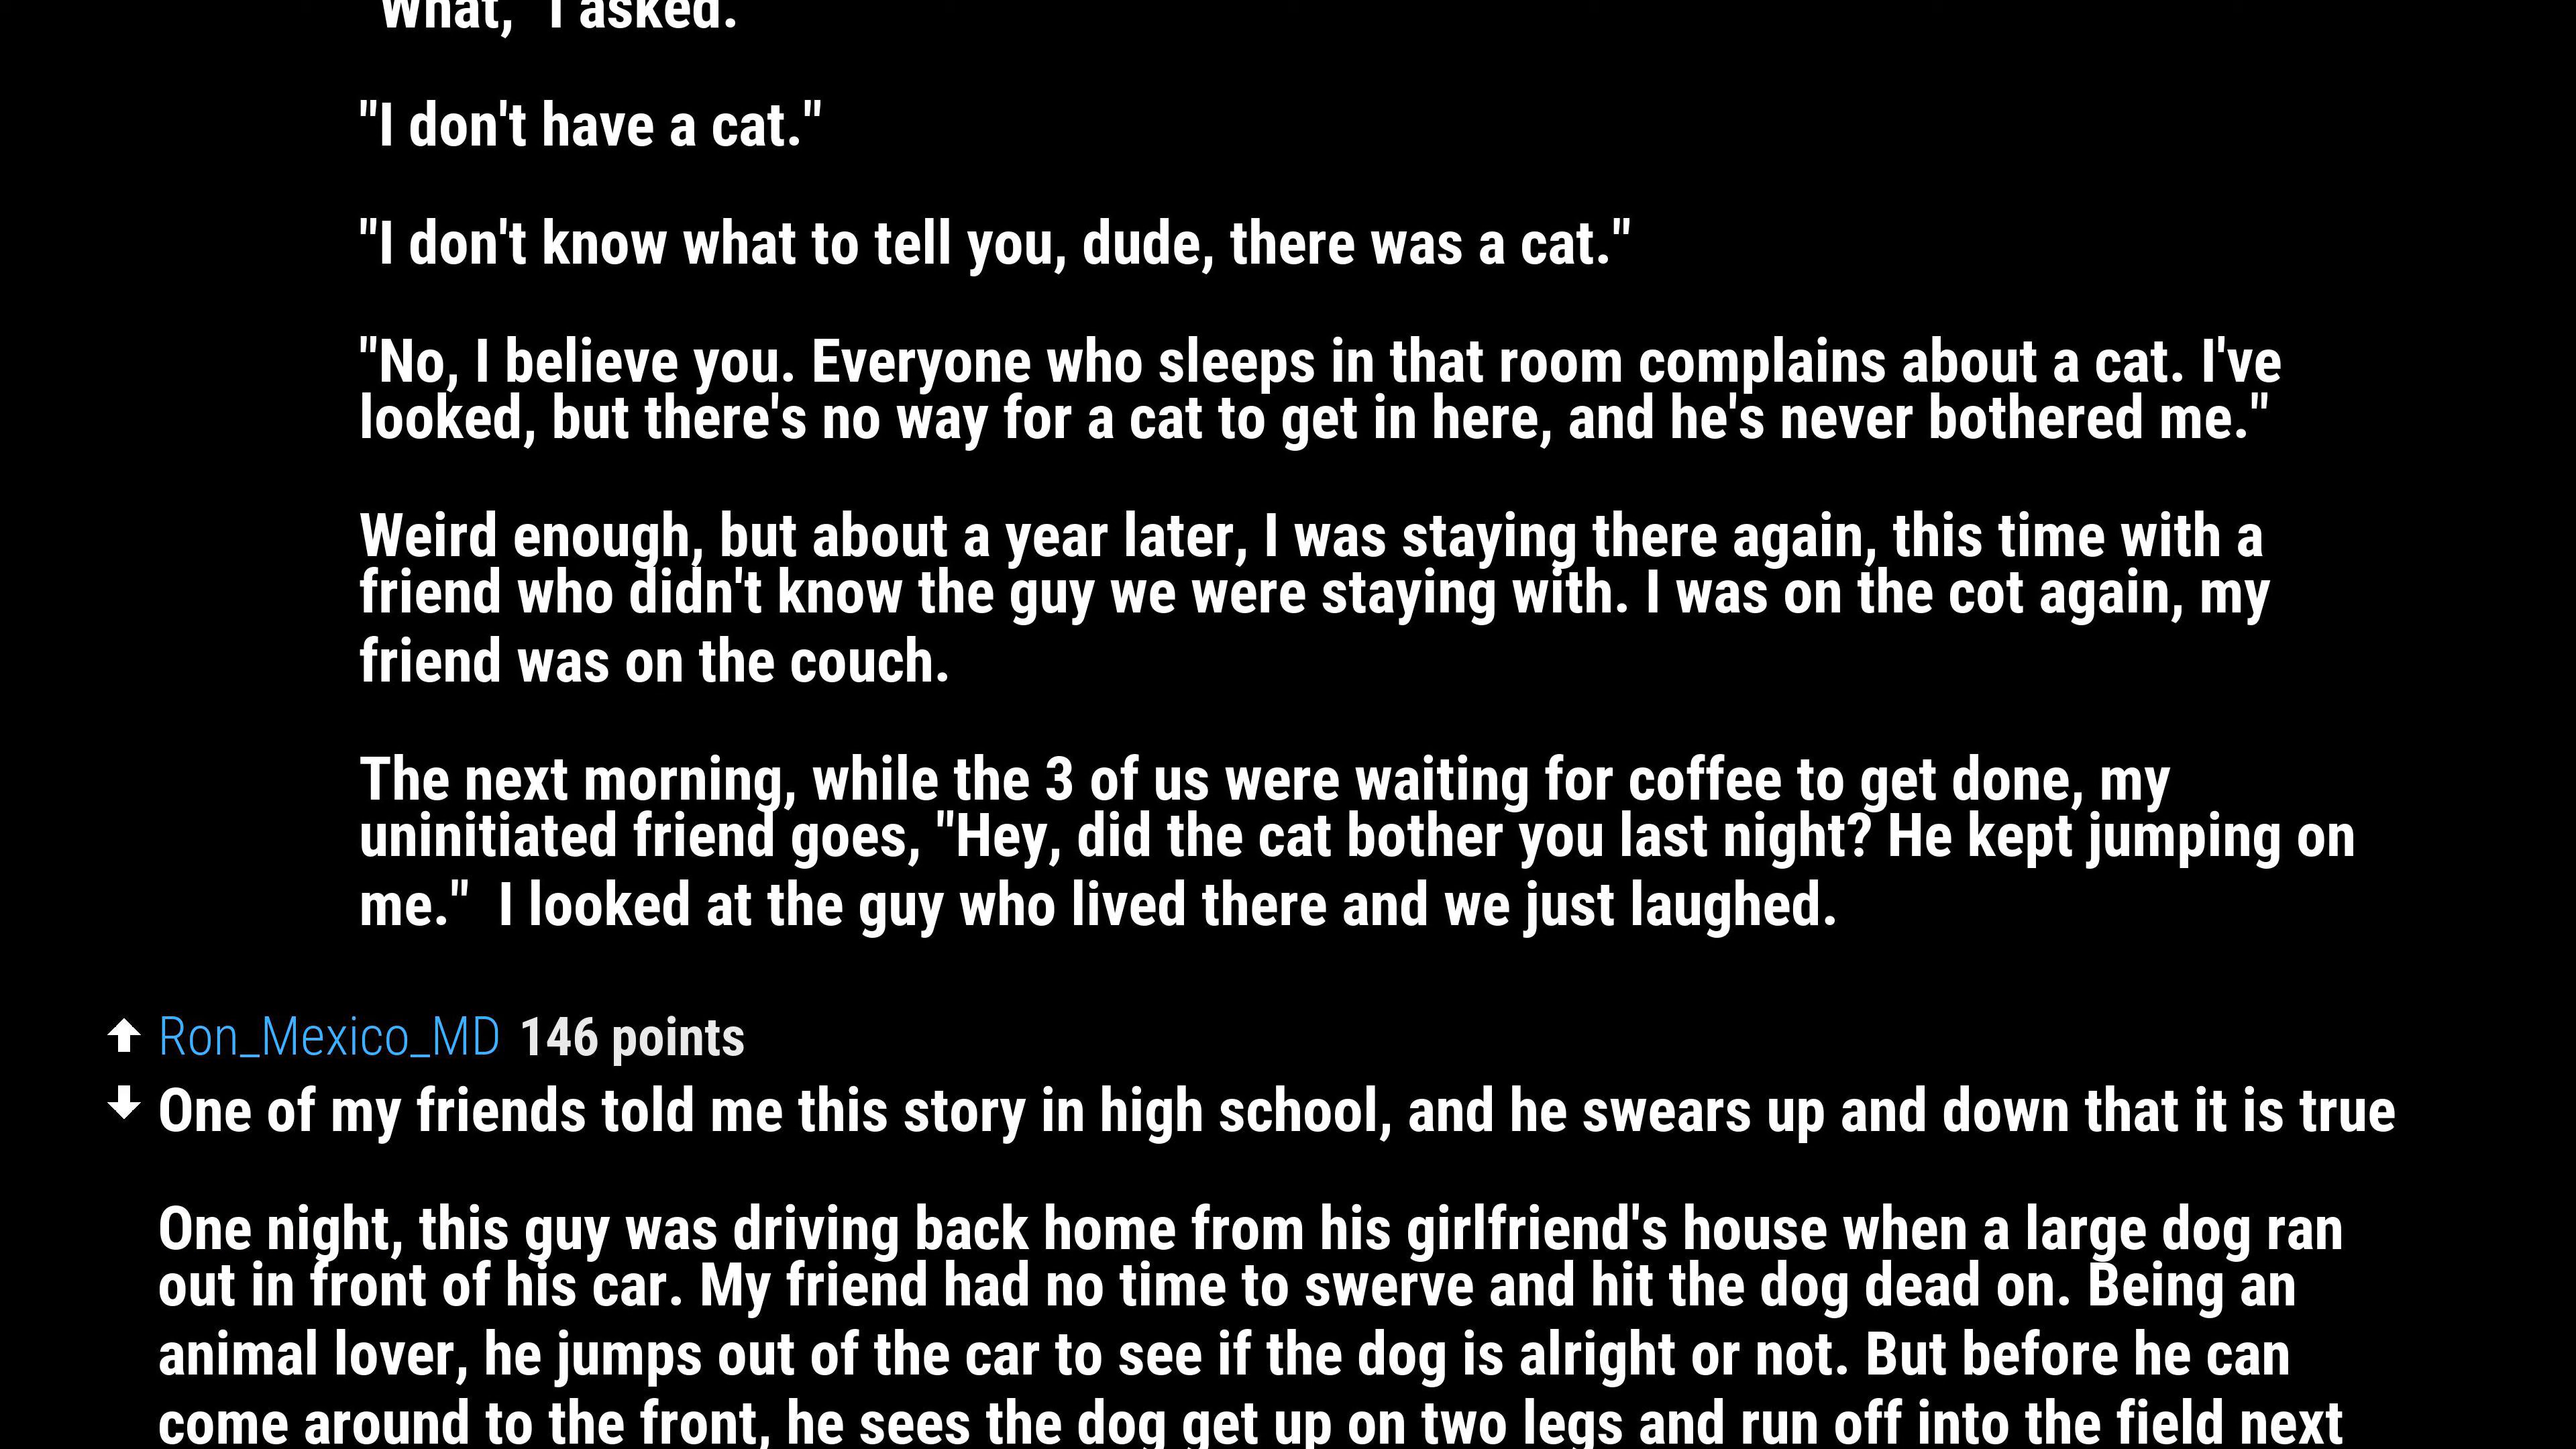 "What," I asked.
"I don't have a cat."
"I don't know what to tell you, dude, there was a cat."
"No, I believe you. Everyone who sleeps in that room complains about a cat. I've
looked, but there's no way for a cat to get in here, and he's never bothered me."
Weird enough, but about a year later, I was staying there again, this time with a
friend who didn't know the guy we were staying with. I was on the cot again, my
friend was on the couch.
The next morning, while the 3 of us were waiting for coffee to get done, my
uninitiated friend goes, "Hey, did the cat bother you last night? He kept jumping on
me."  I looked at the guy who lived there and we just laughed.
Ron_Mexico_MD 146 points
One of my friends told me this story in high school, and he swears up and down that it is true
One night, this guy was driving back home from his girlfriend's house when a large dog ran
out in front of his car. My friend had no time to swerve and hit the dog dead on. Being an
animal lover, he jumps out of the car to see if the dog is alright or not. But before he can
come around to the front, he sees the dog get up on two legs and run off into the field next